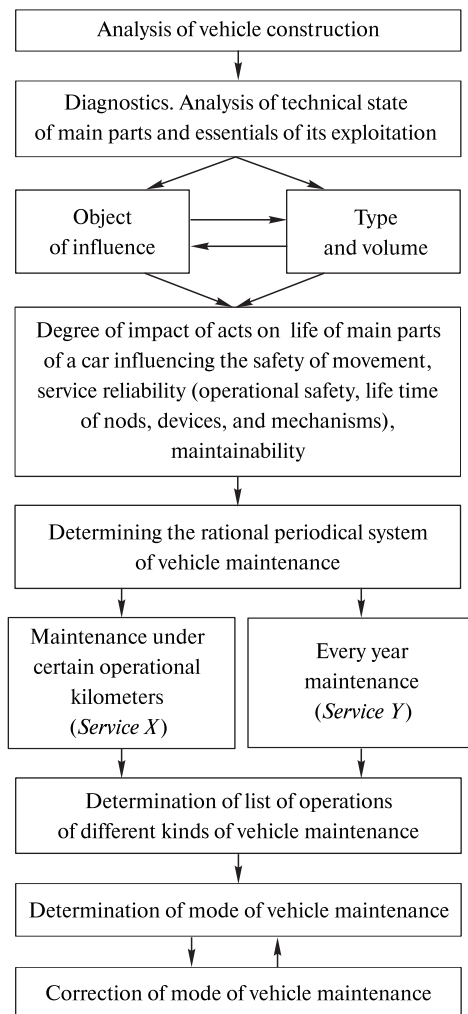 Analysis of vehicle construction
Diagnostics. Analysis of technical state
of main parts and essentials of its exploitation
Object
of influence
Type
and volume
Degree of impact of acts on life of main parts
of a car influencing the safety of movement,
service reliability (operational safety, life time
of nods, devices, and mechanisms),
maintainability
Determining the rational periodical system
of vehicle maintenance
Maintenance under
certain operational
kilometers
(Service X)
Every year
maintenance
(Service Y)
Determination of list of operations
of different kinds of vehicle maintenance
Determination of mode of vehicle maintenance
Correction of mode of vehicle maintenance